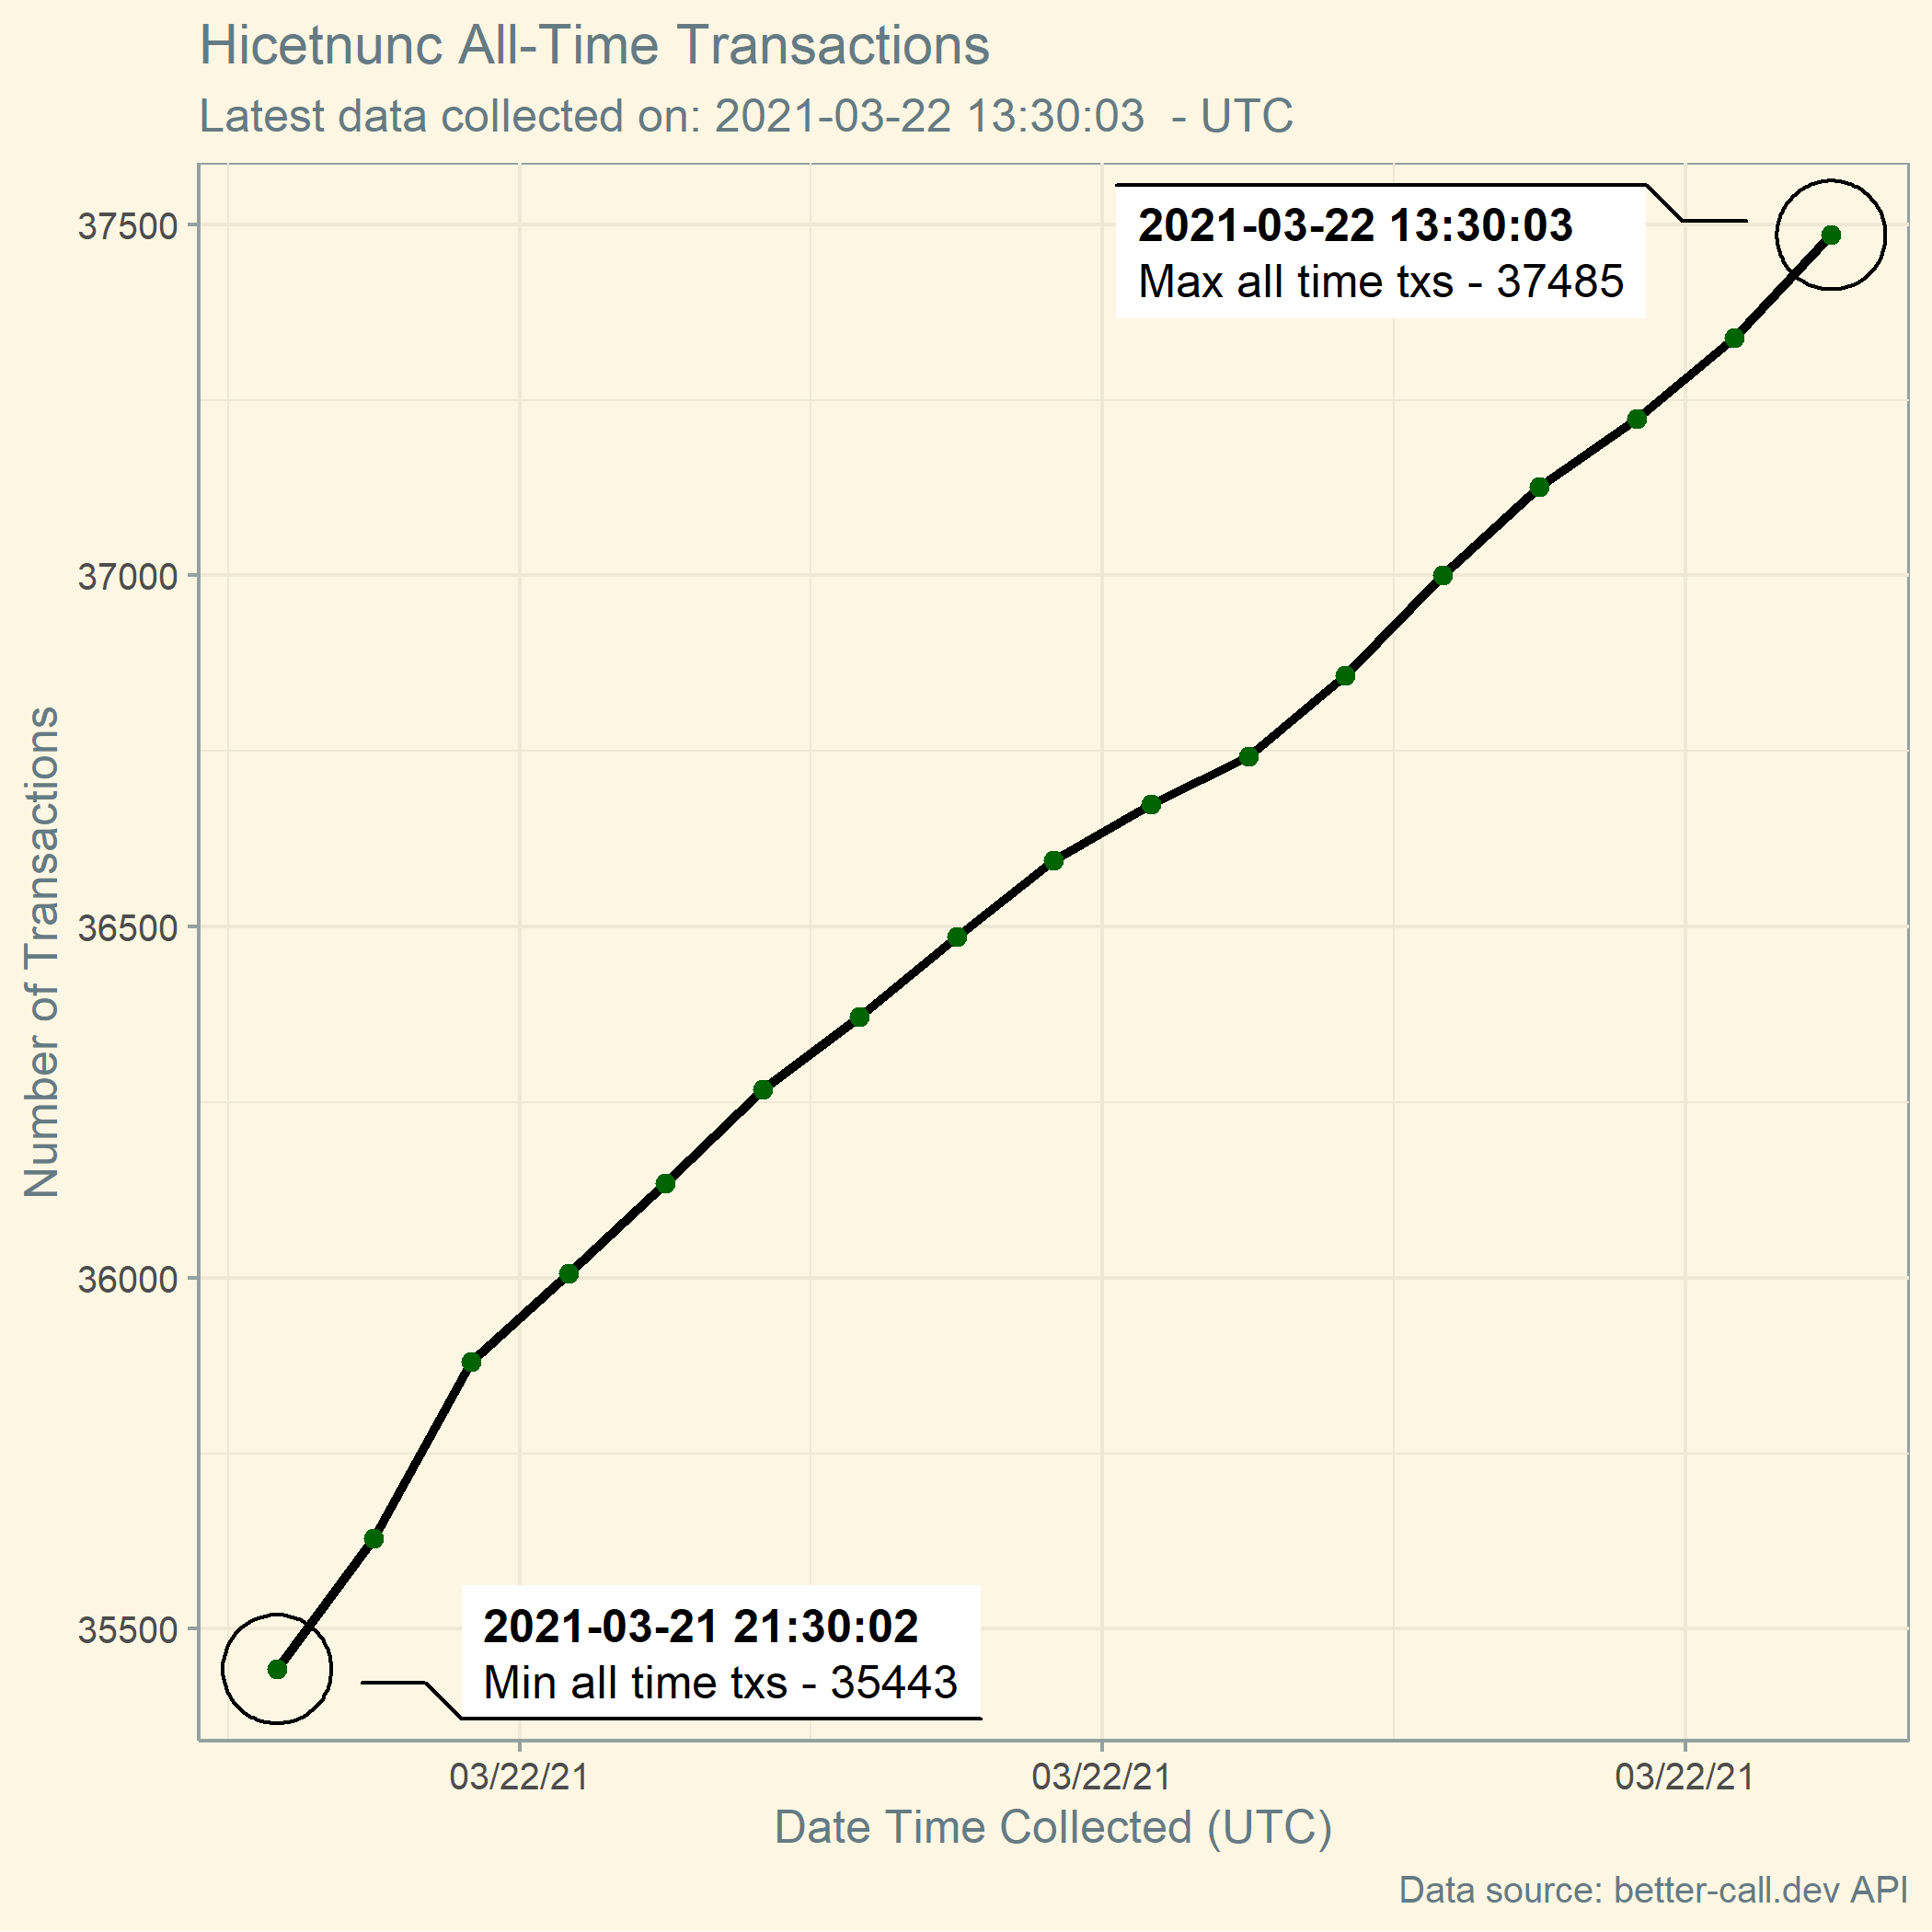 Hicetnunc All-Time Transactions
Latest data collected on: 2021-03-22 13:30:03  - UTC
2021-03-22 13:30:03
Max all time txs - 37485
37500
37000
36500
36000
35500
Number of Transactions
2021-03-21 21:30:02
Min all time txs - 35443
03/22/21 03/22/21 03/22/21
Date Time Collected (UTC)
Data source: better-call.dev API